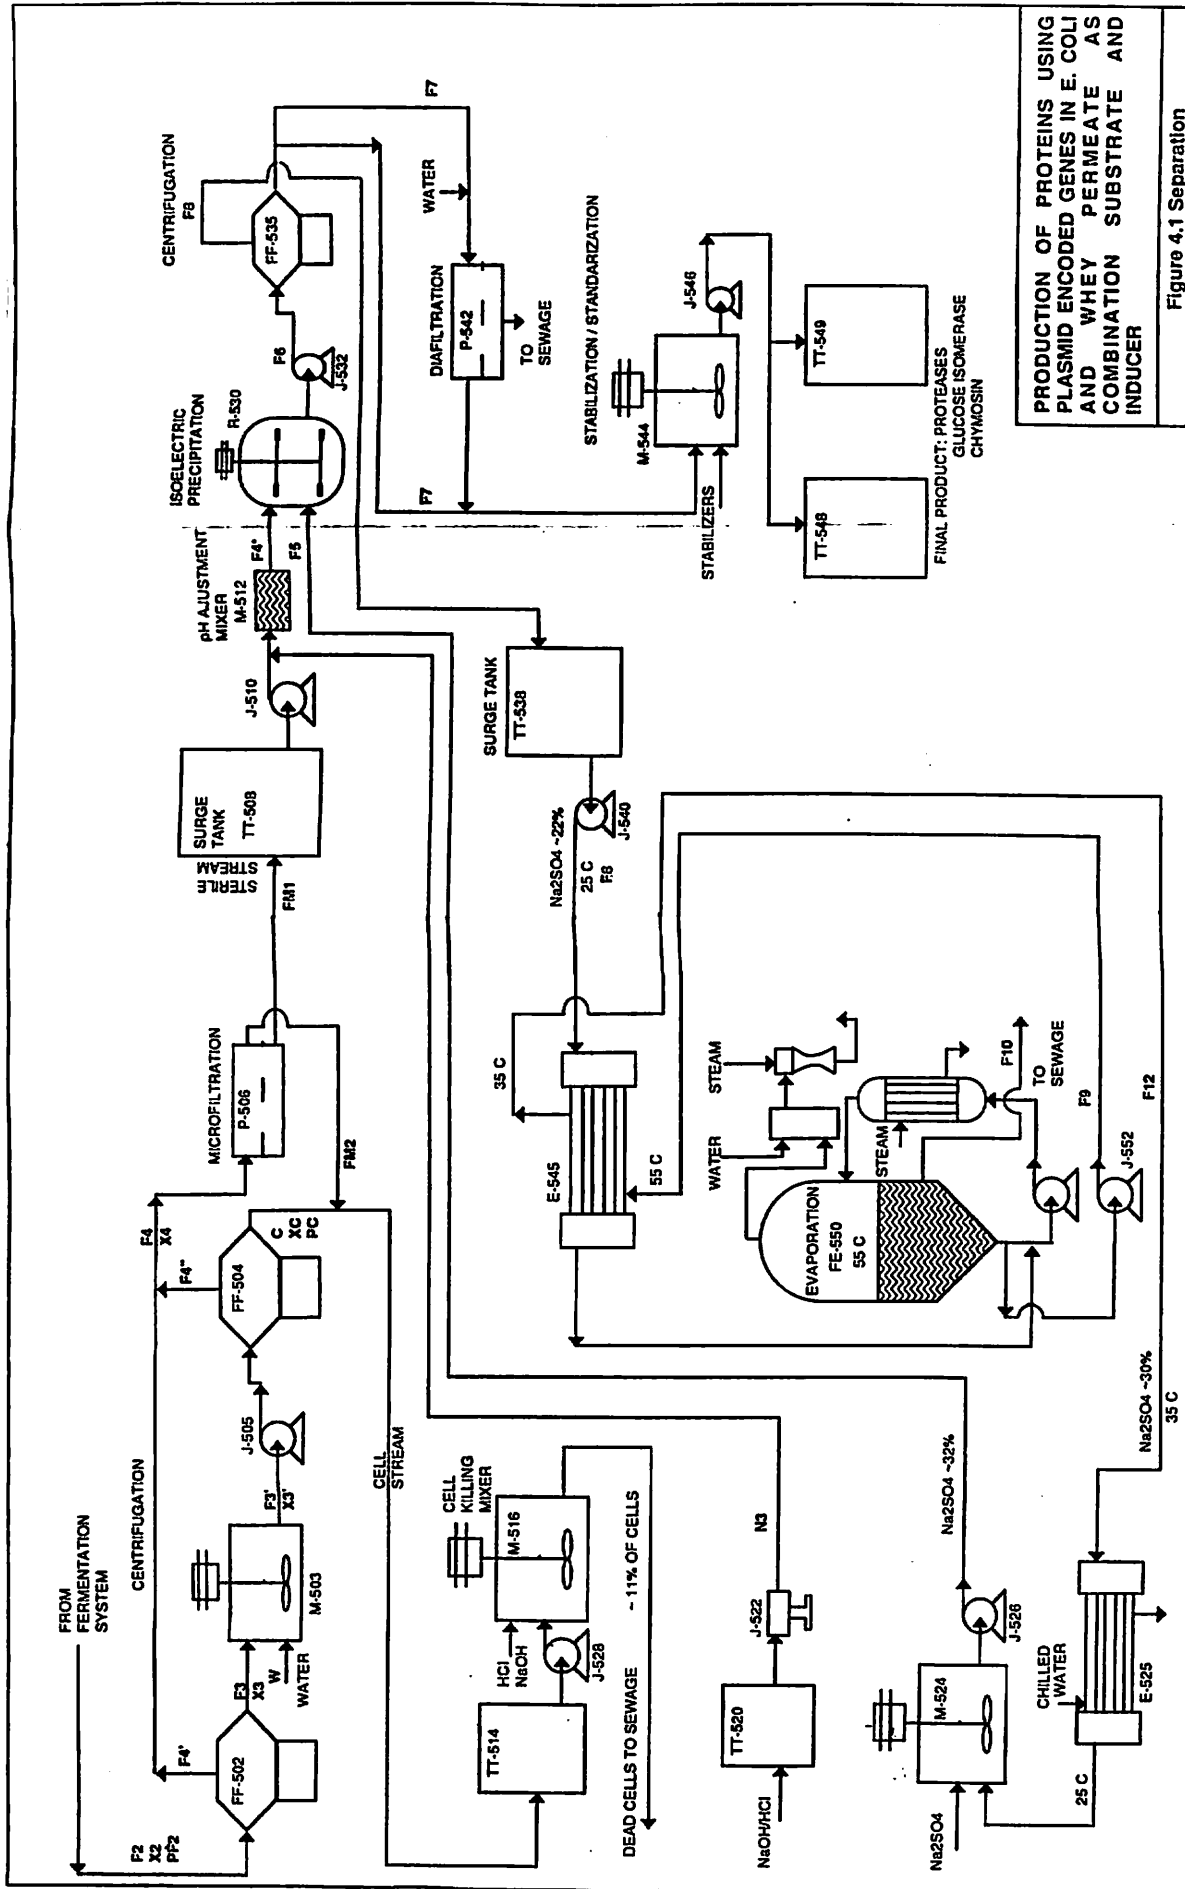 FROM
FERMENTATION
SYSTEM
F2
X2
PF2
CENTRIFUGATION
F4'
FF-502
F3
X3
W
WATER
M-503
F3'
X3'
J-505
F4"
FF-504
F4
X4
C
XC
PC
MICROFILTRATION
P-506
FM2
FM1
STERILE
STREAM
SURGE
TANK
TT-508
J-510
pH AJUSTMENT
MIXER
M-512
F4*
F5
ISOELECTRIC
PRECIPITATION
R-530
F6
J-532
CENTRIFUGATION
F8
FF-535
F7
WATER
DIAFILTRATION
P-542
TO
SEWAGE
F7
CELL
STREAM
TT-514
HCl
NaOH
J-528
CELL
KILLING
MIXER
M-516
DEAD CELLS TO SEWAGE
~ 11% OF CELLS
SURGE TANK
TT-538
J-540
Na2SO4 ~22%
25 C
F8
STABILIZATION / STANDARIZATION
M-544
STABILIZERS
J-546
TT-548
TT-549
FINAL PRODUCT: PROTEASES
GLUCOSE ISOMERASE
CHYMOSIN
NaOH/HCl
TT-520
J-522
N3
35 C
E-545
55 C
WATER
STEAM
EVAPORATION
FE-550
55 C
STEAM
F10
TO
SEWAGE
F9
J-552
F12
Na2SO4
M-524
J-526
Na2SO4 ~32%
CHILLED
WATER
25 C
E-525
Na2SO4 ~30%
35 C
PRODUCTION OF PROTEINS USING
PLASMID ENCODED GENES IN E. COLI
AND WHEY PERMEATE AS
COMBINATION SUBSTRATE AND
INDUCER
Figure 4.1 Separation